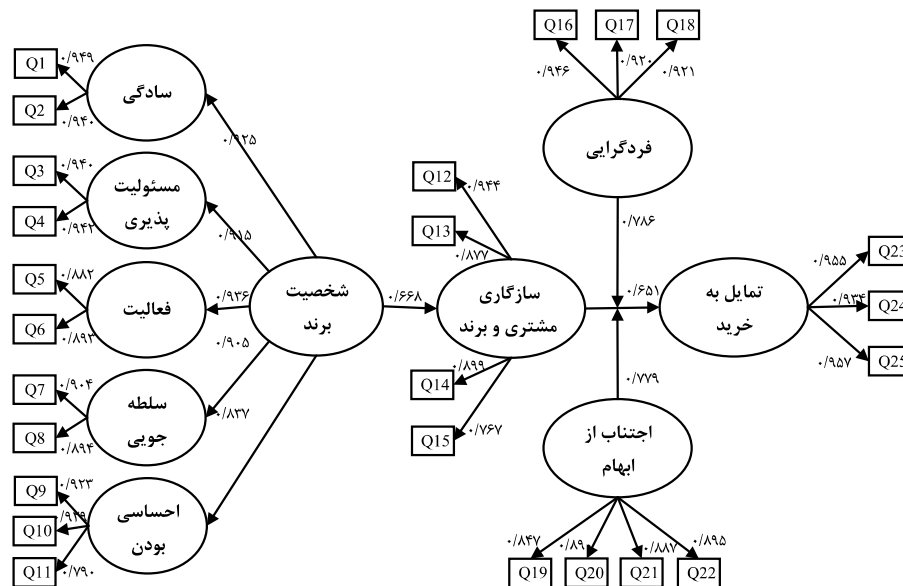 Q16
Q17
Q18
۰/۹۴۶
۰/۹۲۰
۰/۹۲۱
فردگرایی
۰/۷۸۶
Q1
Q2
۰/۹۴۹
۰/۹۴۰
سادگی
۰/۹۲۵
Q3
Q4
۰/۹۴۰
۰/۹۴۲
مسئولیت
پذیری
۰/۹۱۵
Q5
Q6
۰/۸۸۲
۰/۸۹۳
فعالیت
۰/۹۳۶
Q7
Q8
۰/۹۰۴
۰/۸۹۴
سلطه
جویی
۰/۹۰۵
Q9
Q10
Q11
۰/۹۲۳
۰/۹۳۹
۰/۷۹۰
احساسی
بودن
۰/۸۳۷
شخصیت
برند
۰/۶۶۸
Q12
Q13
۰/۹۴۴
۰/۸۷۷
سازگاری
مشتری و برند
Q14
Q15
۰/۸۹۹
۰/۷۶۷
۰/۶۵۱
تمایل به
خرید
Q23
Q24
Q25
۰/۹۵۵
۰/۹۳۴
۰/۹۵۷
۰/۷۷۹
اجتناب از
ابهام
۰/۸۴۷
۰/۸۹
۰/۸۸۷
۰/۸۹۵
Q19
Q20
Q21
Q22